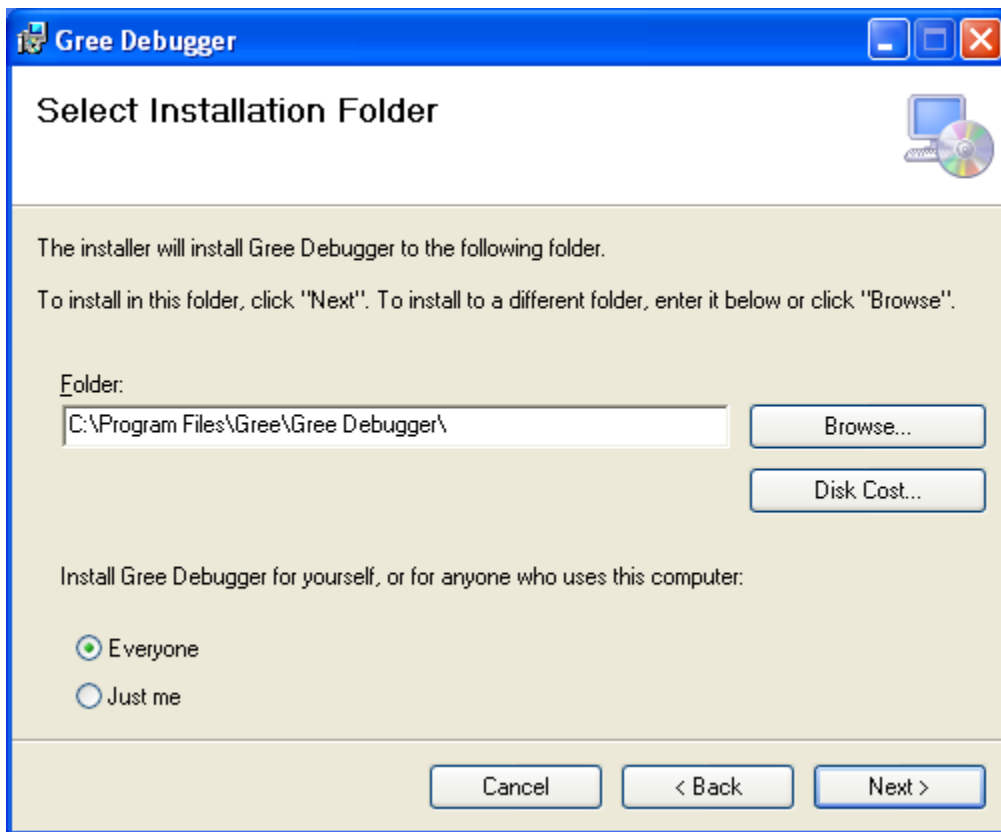 Gree Debugger
Select Installation Folder
The installer will install Gree Debugger to the following folder.
To install in this folder, click "Next". To install to a different folder, enter it below or click "Browse".
Folder:
C:\Program Files\Gree\Gree Debugger\
Browse...
Disk Cost...
Install Gree Debugger for yourself, or for anyone who uses this computer:
Everyone
Just me
Cancel
< Back
Next >